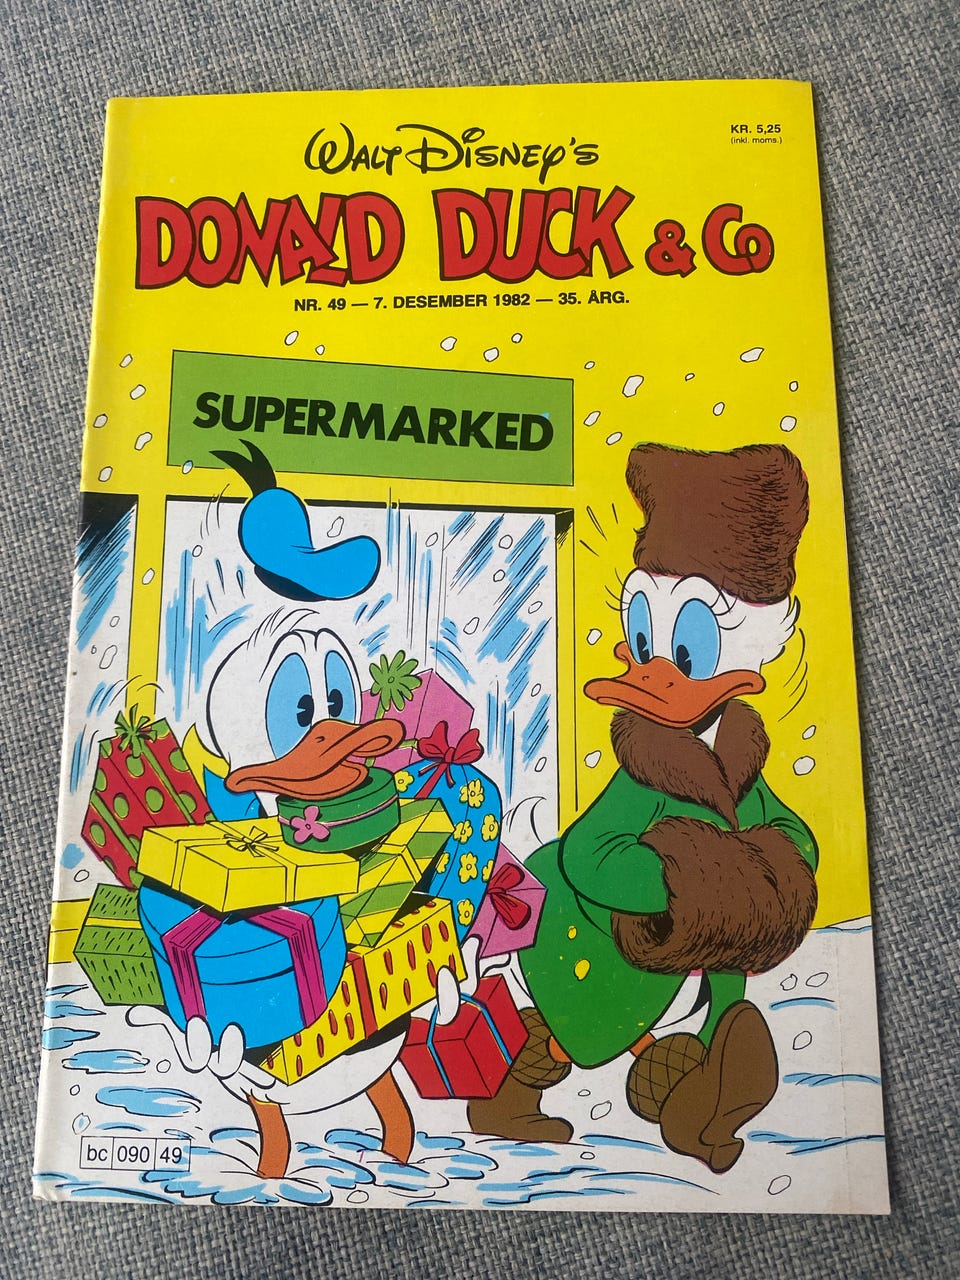 KR. 5,25
(inkl. moms.)
WALT DISNEY'S
DONALD DUCK & CO
NR. 49 — 7. DESEMBER 1982 — 35. ÅRG.
SUPERMARKED
bc 090 49